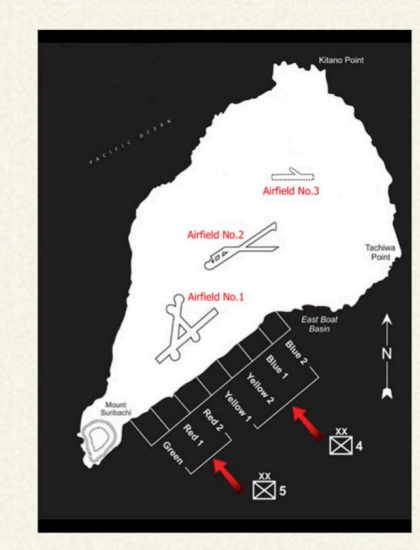 Kitano Point
PACIFIC OCEAN
Airfield No.3
Airfield No.2
Tachiwa
Point
Airfield No.1
East Boat
Basin
N
Mount
Suribachi
Green
Red 1
Red 2
Yellow 1
Yellow 2
Blue 1
Blue 2
XX
4
XX
5